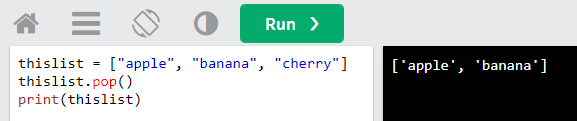 Run ❯
thislist = ["apple", "banana", "cherry"]
thislist.pop()
print(thislist)
['apple', 'banana']